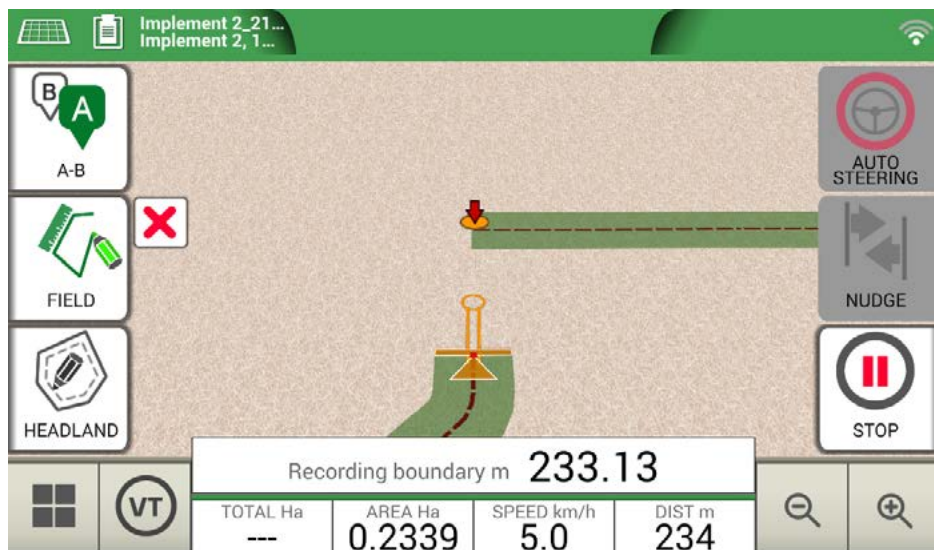 Implement 2_21...
Implement 2, 1...
B
A
A-B
AUTO
STEERING
FIELD
NUDGE
HEADLAND
STOP
Recording boundary m 233.13
VT
TOTAL Ha
AREA Ha
SPEED km/h
DIST m
---
0.2339
5.0
234